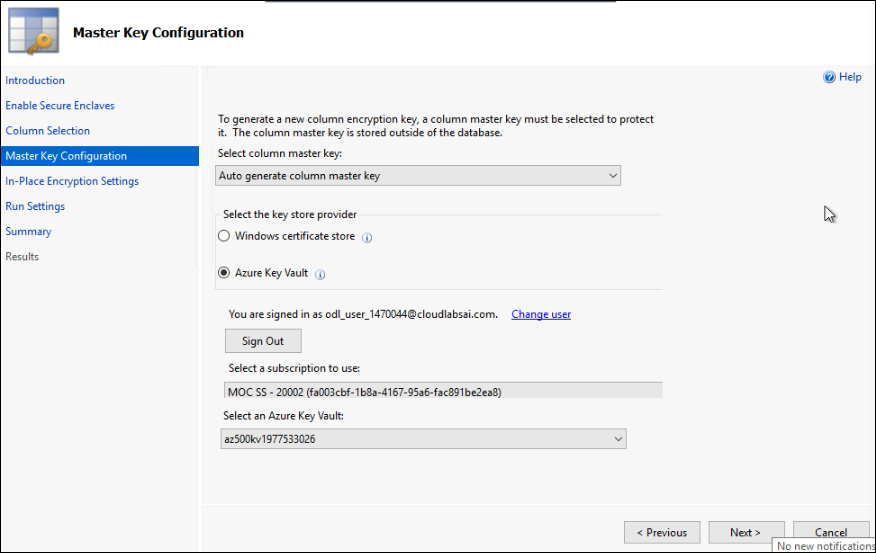 Master Key Configuration
Introduction
Enable Secure Enclaves
Column Selection
Master Key Configuration
In-Place Encryption Settings
Run Settings
Summary
Results
Help
To generate a new column encryption key, a column master key must be selected to protect
it. The column master key is stored outside of the database.
Select column master key:
Auto generate column master key
Select the key store provider
Windows certificate store
Azure Key Vault
You are signed in as odl_user_1470044@cloudlabsai.com. Change user
Sign Out
Select a subscription to use:
MOC SS - 20002 (fa003cbf-1b8a-4167-95a6-fac891be2ea8)
Select an Azure Key Vault:
az500kv1977533026
< Previous Next > Cancel
No new notifications